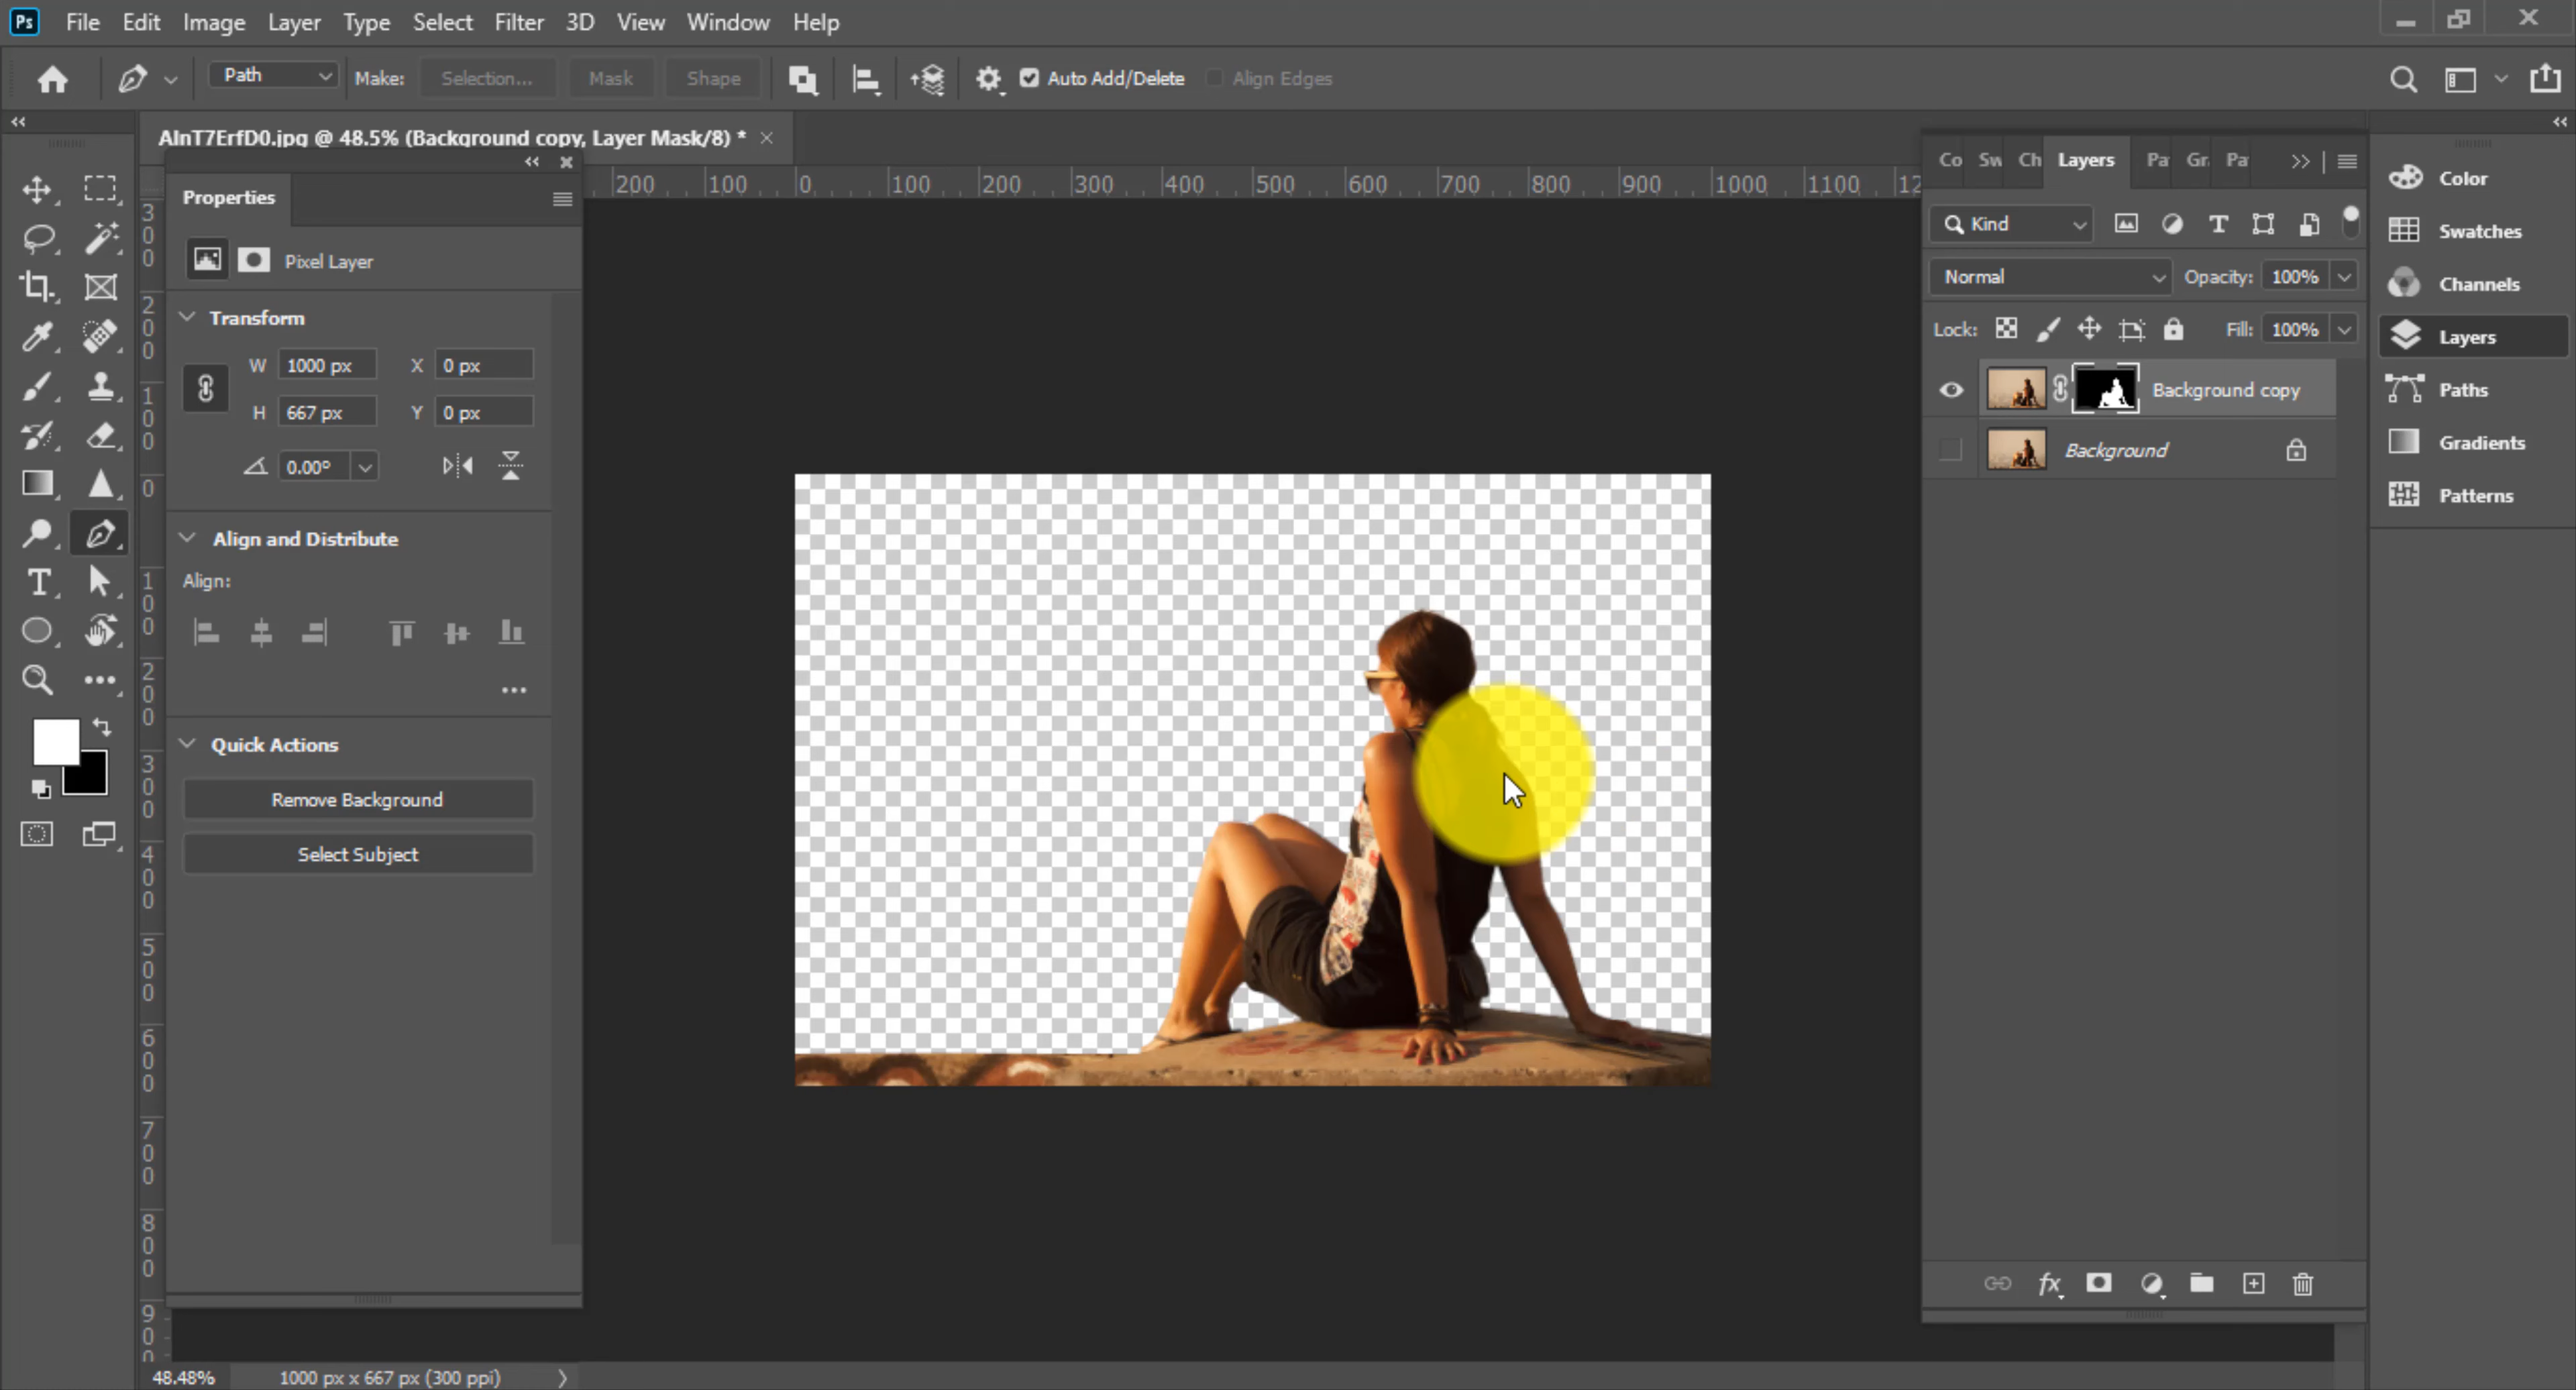 Ps File Edit Image Layer Type Select Filter 3D View Window Help
Path Make: Selection... Mask Shape Auto Add/Delete Align Edges
AInT7ErfD0.jpg @ 48.5% (Background copy, Layer Mask/8) *
200 100 0 100 200 300 400 500 600 700 800 900 1000 1100 12
300
200
100
0
100
200
300
400
500
600
700
800
900
Properties
Pixel Layer
Transform
W 1000 px X 0 px
H 667 px Y 0 px
0.00°
Align and Distribute
Align:
Quick Actions
Remove Background
Select Subject
Co Sw Ch Layers Pa Gr Pa
Kind
Normal Opacity: 100%
Lock: Fill: 100%
Background copy
Background
fx
Color
Swatches
Channels
Layers
Paths
Gradients
Patterns
48.48% 1000 px x 667 px (300 ppi)